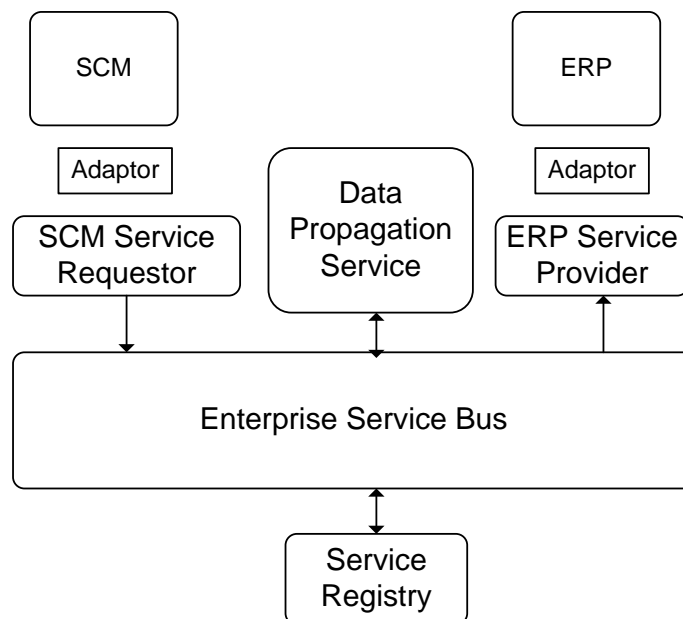 SCM
ERP
Adaptor
Adaptor
Data
Propagation
Service
SCM Service
Requestor
ERP Service
Provider
Enterprise Service Bus
Service
Registry